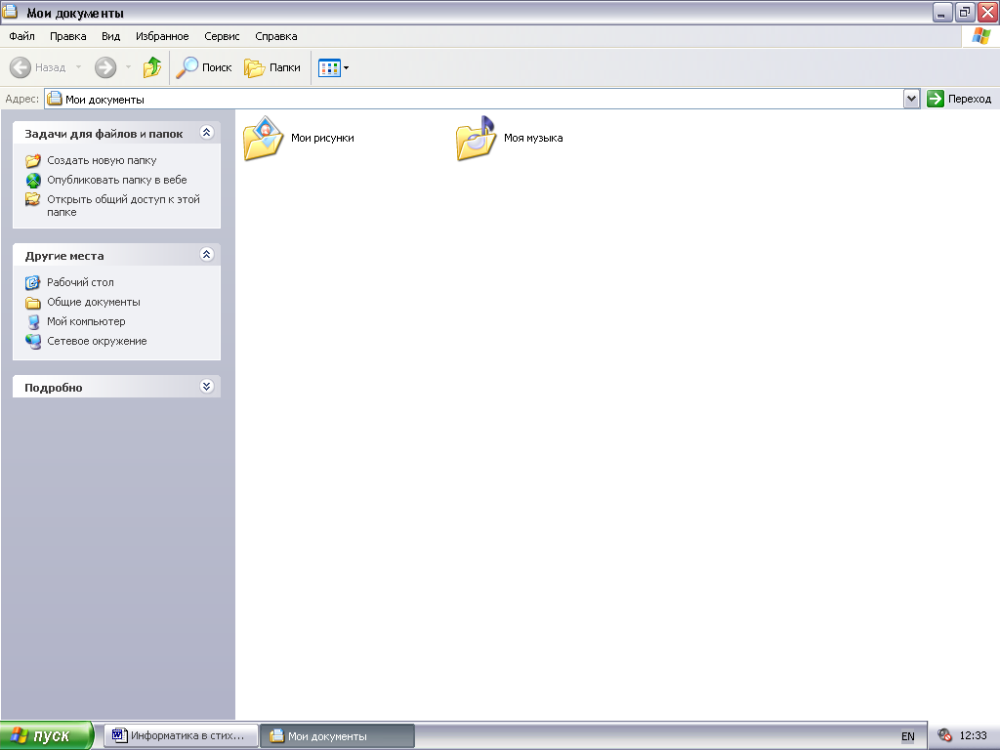 Мои документы
Файл Правка Вид Избранное Сервис Справка
Назад Поиск Папки
Адрес: Мои документы Переход
Задачи для файлов и папок
Создать новую папку
Опубликовать папку в вебе
Открыть общий доступ к этой
папке
Другие места
Рабочий стол
Общие документы
Мой компьютер
Сетевое окружение
Подробно
Мои рисунки
Моя музыка
пуск Информатика в стих... Мои документы EN 12:33